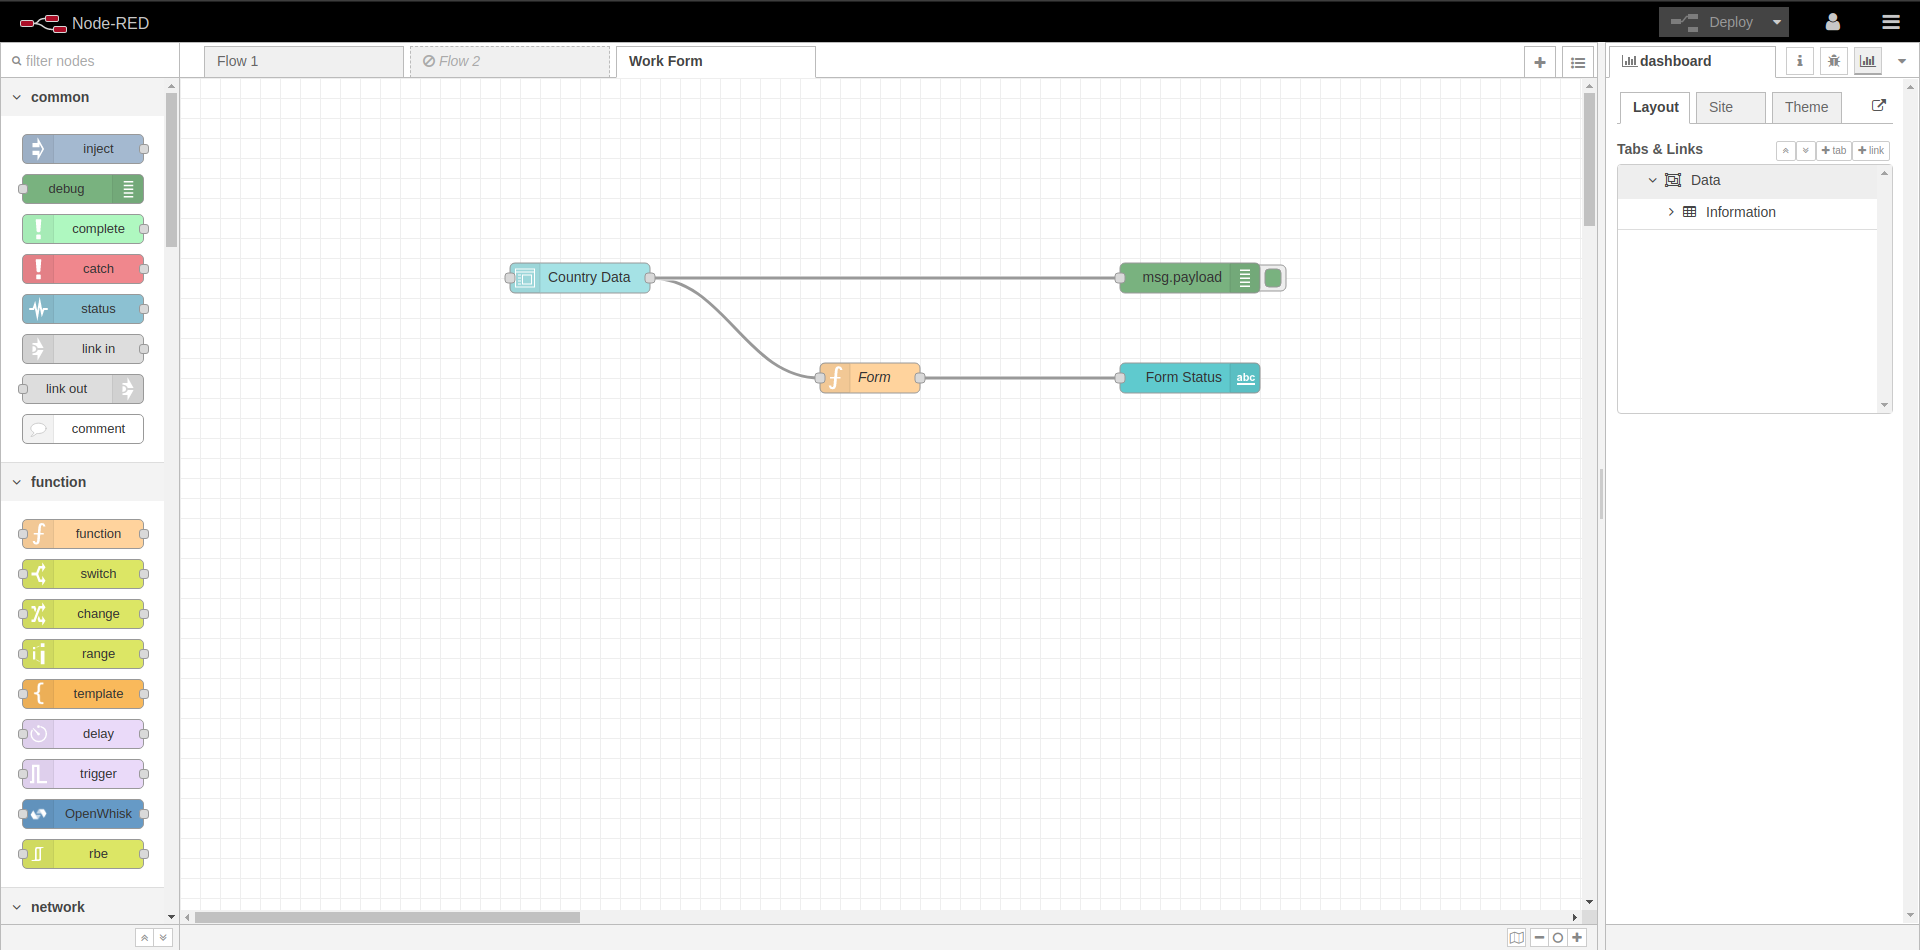 Node-RED
Deploy
filter nodes
Flow 1
Flow 2
Work Form
dashboard
common
inject
debug
complete
catch
status
link in
link out
comment
function
function
switch
change
range
template
delay
trigger
OpenWhisk
rbe
network
Country Data
msg.payload
Form
Form Status
abc
Layout
Site
Theme
Tabs & Links
tab
link
Data
Information